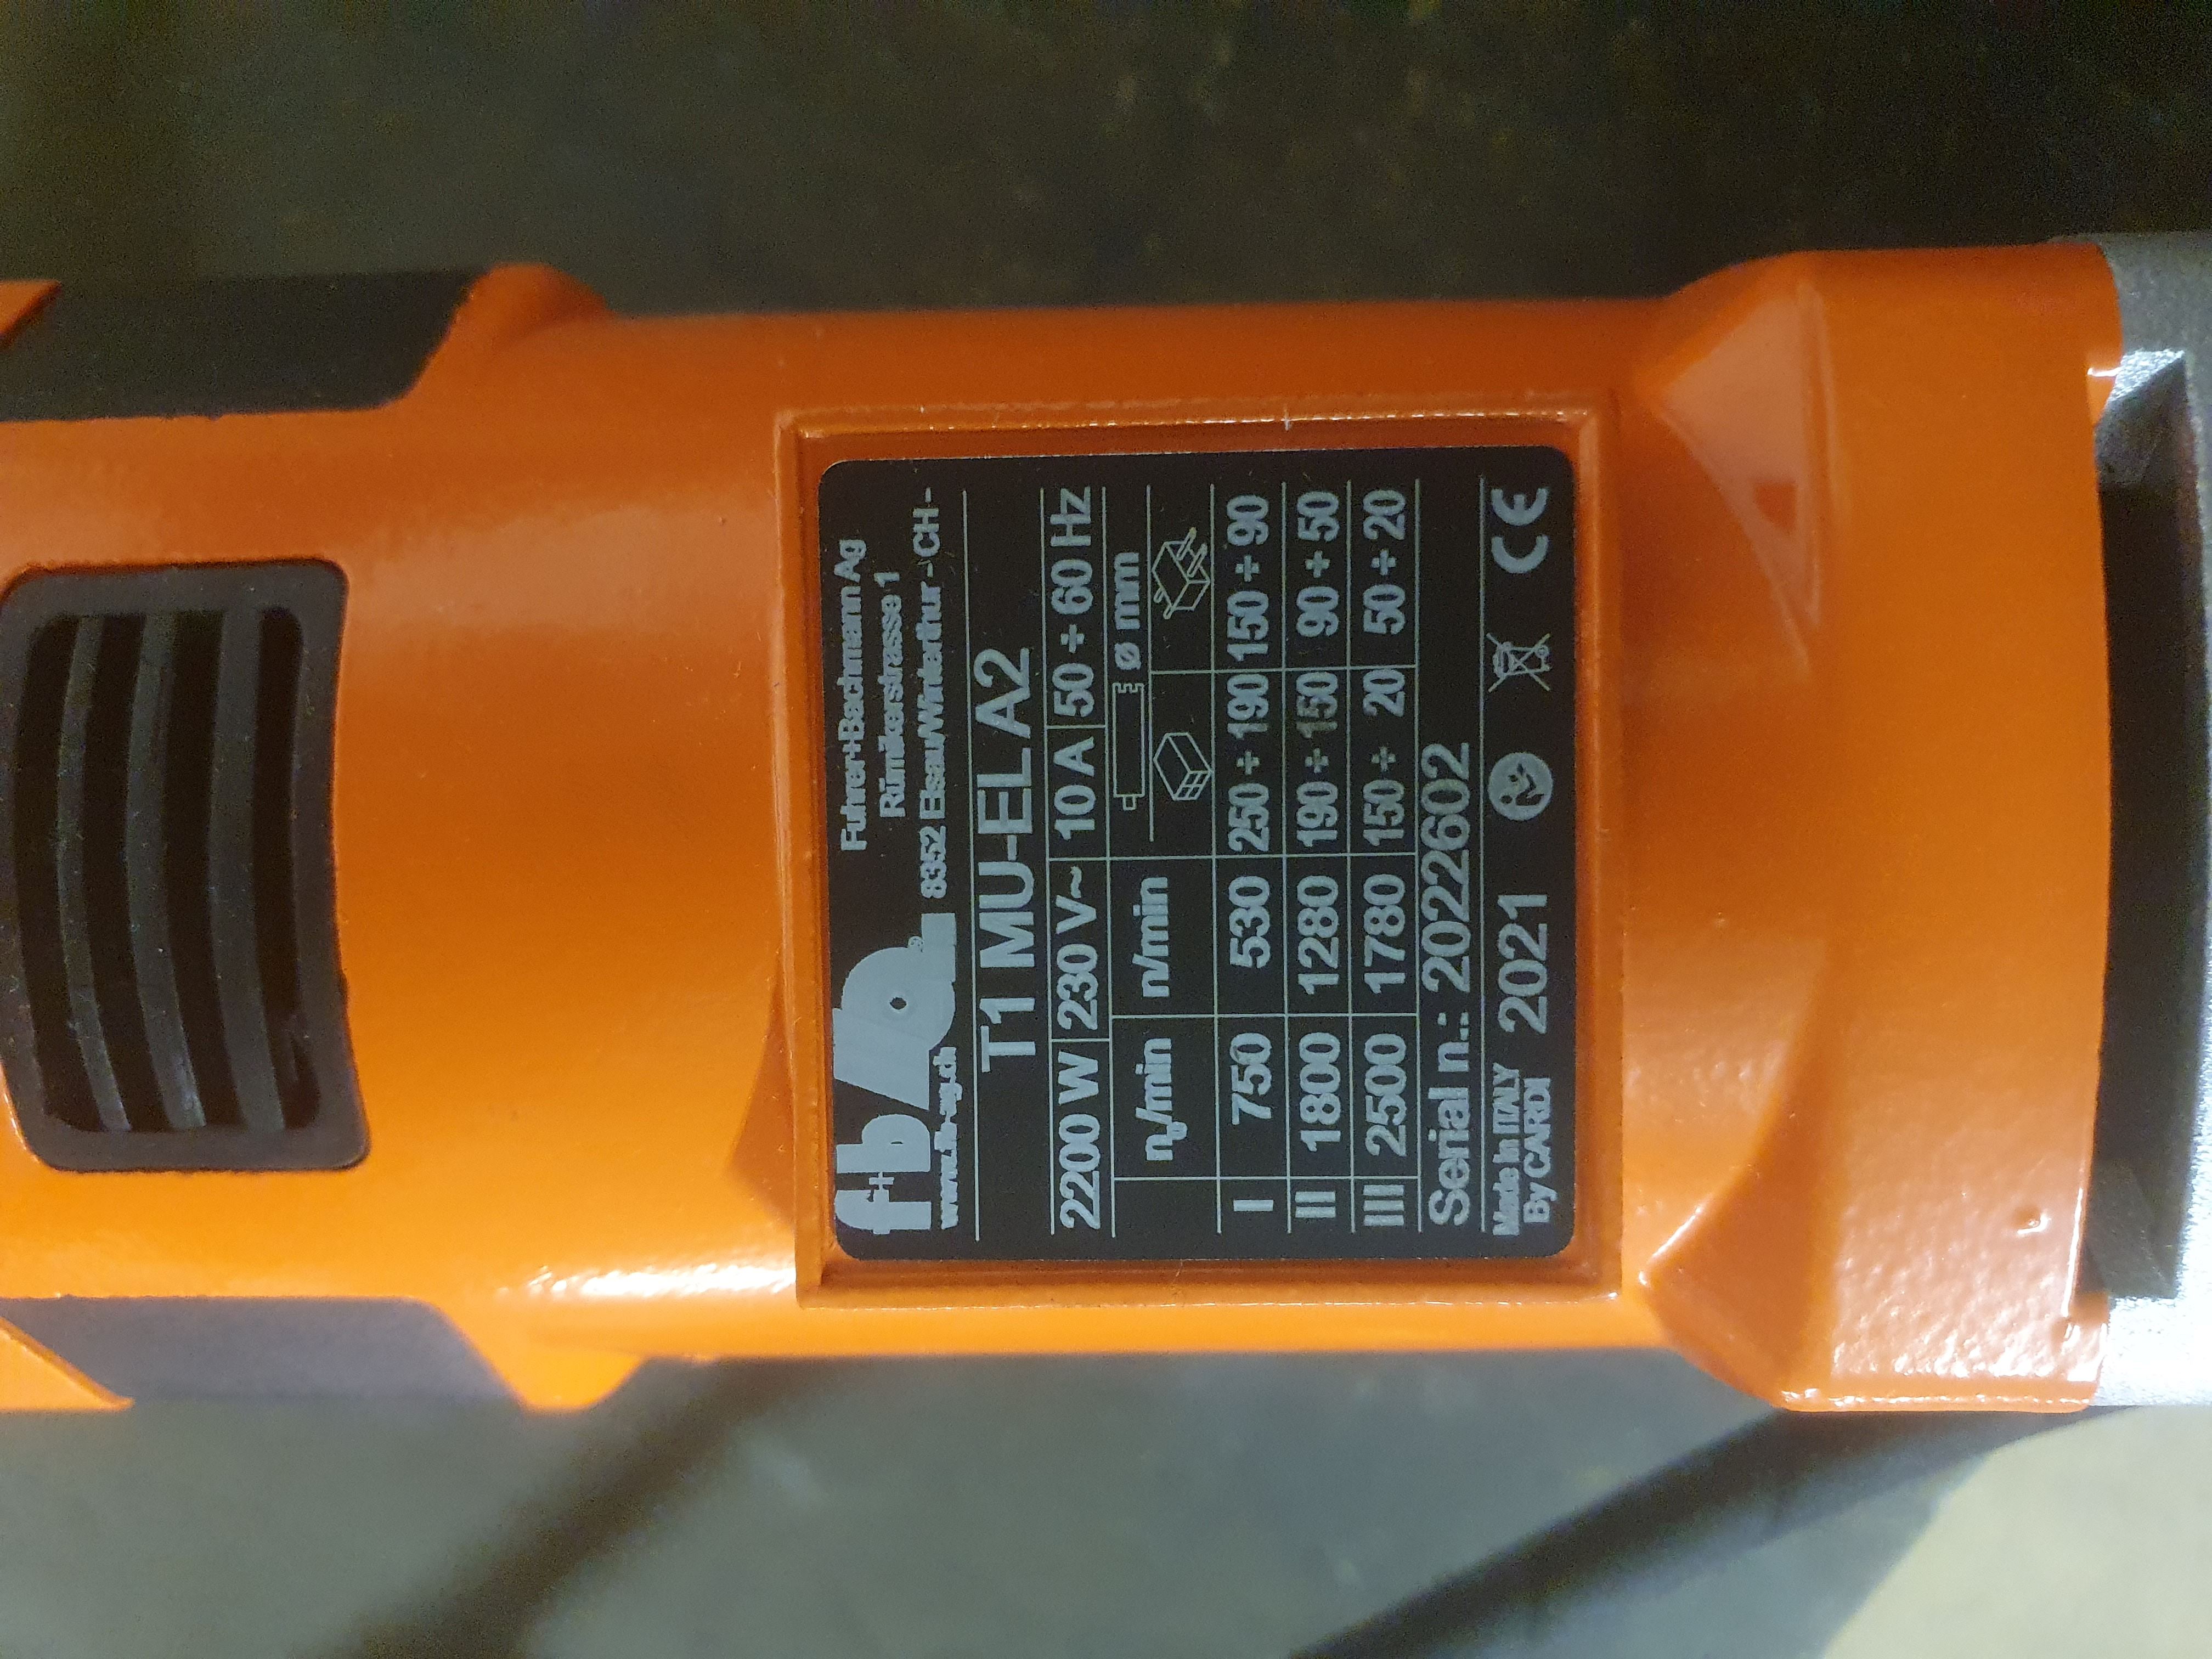 Fuhrer+Bachmann Ag
Rümikerstrasse 1
8352 Elsau/Winterthur - CH -
f+b ®
www.fb-ag.ch
T1 MU-EL A2
2200 W 230 V~ 10 A 50 ÷ 60 Hz
n₀/min n/min Ø mm
I 750 530 250 ÷ 190 150 ÷ 90
II 1800 1280 190 ÷ 150 90 ÷ 50
III 2500 1780 150 ÷ 20 50 ÷ 20
Serial n.: 2022602
Made in ITALY
By CARDI
2021 CE